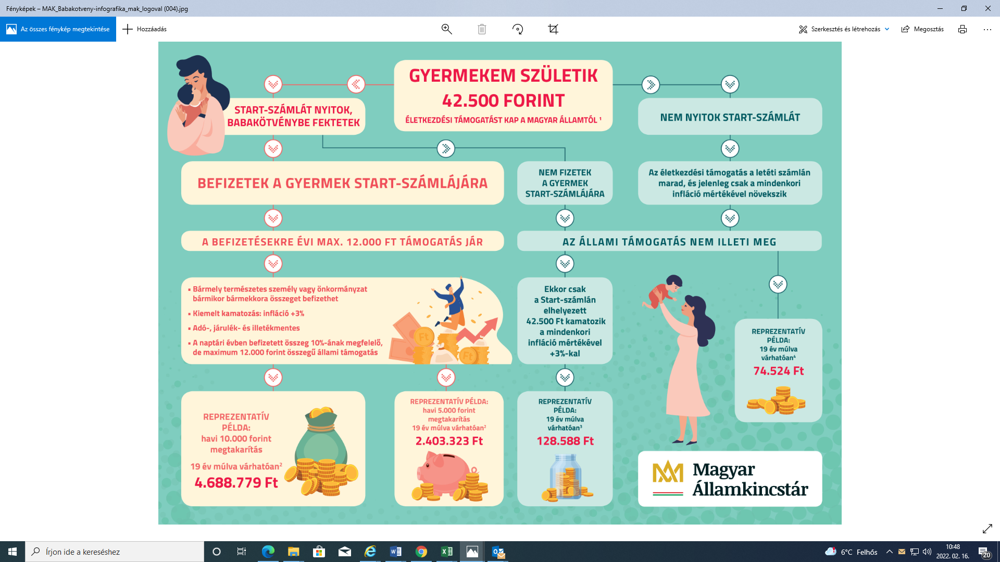 Fényképek – MAK_Babakotveny-infografika_mak_logoval (004).jpg
Az összes fénykép megtekintése
Hozzáadás
Szerkesztés és létrehozás
Megosztás
GYERMEKEM SZÜLETIK
42.500 FORINT
ÉLETKEZDÉSI TÁMOGATÁST KAP A MAGYAR ÁLLAMTÓL ¹
START-SZÁMLÁT NYITOK,
BABAKÖTVÉNYBE FEKTETEK
NEM NYITOK START-SZÁMLÁT
BEFIZETEK A GYERMEK START-SZÁMLÁJÁRA
NEM FIZETEK
A GYERMEK
START-SZÁMLÁJÁRA
Az életkezdési támogatás a letéti számlán
marad, és jelenleg csak a mindenkori
infláció mértékével növekszik
A BEFIZETÉSEKRE ÉVI MAX. 12.000 FT TÁMOGATÁS JÁR
AZ ÁLLAMI TÁMOGATÁS NEM ILLETI MEG
• Bármely természetes személy vagy önkormányzat
bármikor bármekkora összeget befizethet
• Kiemelt kamatozás: infláció +3%
• Adó-, járulék- és illetékmentes
• A naptári évben befizetett összeg 10%-ának megfelelő,
de maximum 12.000 forint összegű állami támogatás
Ft
Ft
Ekkor csak
a Start-számlán
elhelyezett
42.500 Ft kamatozik
a mindenkori
infláció mértékével
+3%-kal
REPREZENTATÍV
PÉLDA:
19 év múlva
várhatóan⁴
74.524 Ft
REPREZENTATÍV
PÉLDA:
havi 10.000 forint
megtakarítás
19 év múlva várhatóan²
4.688.779 Ft
REPREZENTATÍV PÉLDA:
havi 5.000 forint
megtakarítás
19 év múlva várhatóan²
2.403.323 Ft
REPREZENTATÍV
PÉLDA:
19 év múlva
várhatóan³
128.588 Ft
Magyar
Államkincstár
Írjon ide a kereséshez
6°C Felhős
10:48
2022. 02. 16.
20